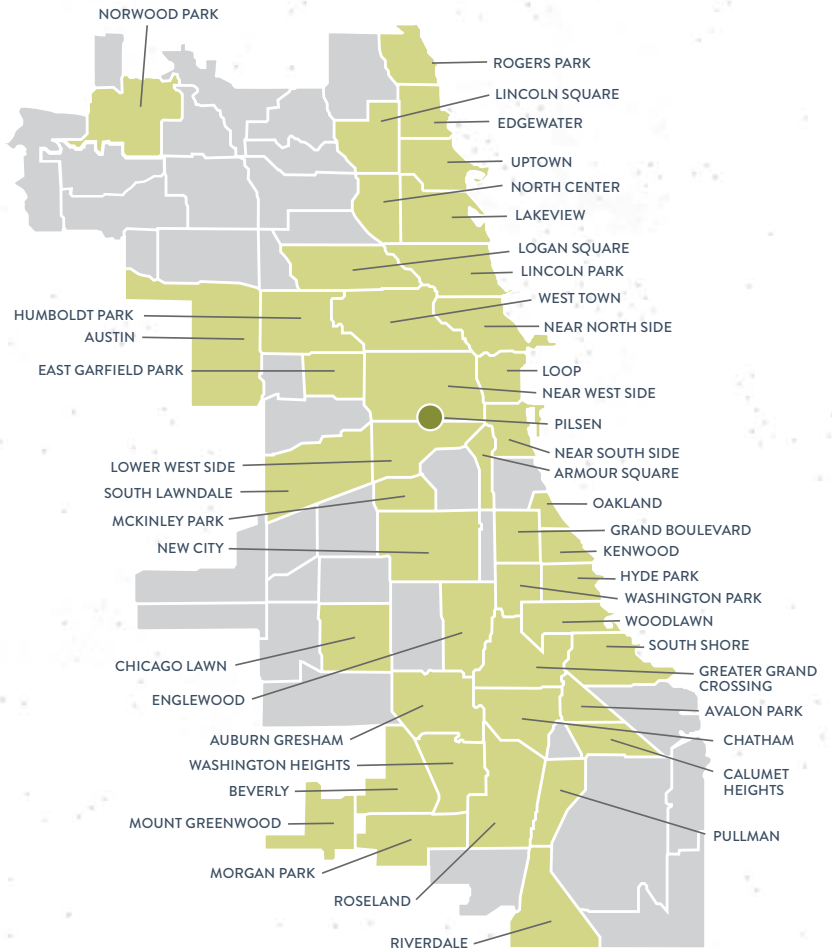 NORWOOD PARK
ROGERS PARK
LINCOLN SQUARE
EDGEWATER
UPTOWN
NORTH CENTER
LAKEVIEW
LOGAN SQUARE
LINCOLN PARK
WEST TOWN
HUMBOLDT PARK
NEAR NORTH SIDE
AUSTIN
EAST GARFIELD PARK
LOOP
NEAR WEST SIDE
PILSEN
NEAR SOUTH SIDE
LOWER WEST SIDE
ARMOUR SQUARE
SOUTH LAWNDALE
OAKLAND
MCKINLEY PARK
GRAND BOULEVARD
NEW CITY
KENWOOD
HYDE PARK
WASHINGTON PARK
WOODLAWN
SOUTH SHORE
CHICAGO LAWN
GREATER GRAND
CROSSING
ENGLEWOOD
AVALON PARK
AUBURN GRESHAM
CHATHAM
WASHINGTON HEIGHTS
CALUMET
HEIGHTS
BEVERLY
MOUNT GREENWOOD
PULLMAN
MORGAN PARK
ROSELAND
RIVERDALE